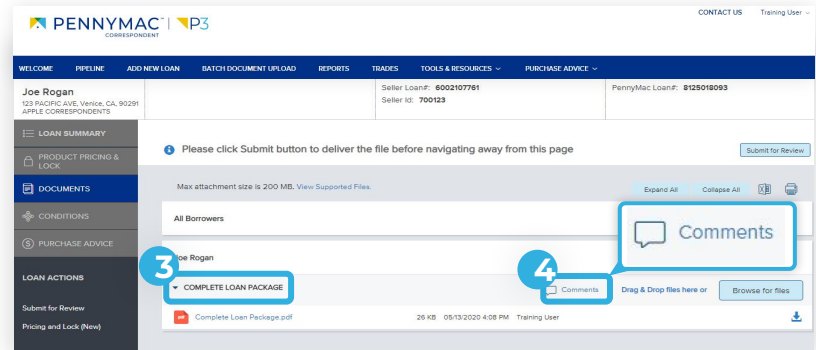 CONTACT US Training User
PENNYMAC | P3
CORRESPONDENT
WELCOME PIPELINE ADD NEW LOAN BATCH DOCUMENT UPLOAD REPORTS TRADES TOOLS & RESOURCES PURCHASE ADVICE
Joe Rogan
123 PACIFIC AVE, Venice, CA, 90291
APPLE CORRESPONDENTS
Seller Loan#: 6002107761
Seller Id: 700123
PennyMac Loan#: 8125018093
LOAN SUMMARY
PRODUCT PRICING &
LOCK
DOCUMENTS
CONDITIONS
PURCHASE ADVICE
LOAN ACTIONS
Submit for Review
Pricing and Lock (New)
Please click Submit button to deliver the file before navigating away from this page
Submit for Review
Max attachment size is 200 MB. View Supported Files.
Expand All Collapse All
All Borrowers
Comments
Joe Rogan
3
4
COMPLETE LOAN PACKAGE
Comments Drag & Drop files here or Browse for files
pdf Complete Loan Package.pdf 26 KB 05/13/2020 4:08 PM Training User